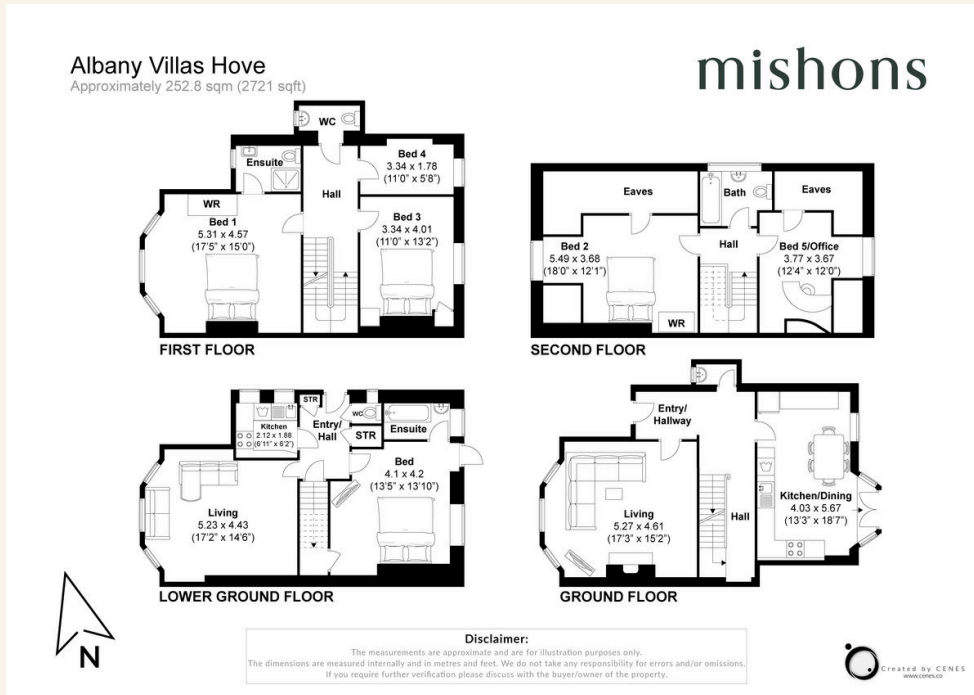 Albany Villas Hove
Approximately 252.8 sqm (2721 sqft)
mishons
WC
Ensuite
Bed 4
3.34 x 1.78
(11'0" x 5'8")
Hall
WR
Bed 1
5.31 x 4.57
(17'5" x 15'0")
Bed 3
3.34 x 4.01
(11'0" x 13'2")
FIRST FLOOR
Eaves
Bath
Eaves
Bed 2
5.49 x 3.68
(18'0" x 12'1")
Hall
Bed 5/Office
3.77 x 3.67
(12'4" x 12'0")
WR
SECOND FLOOR
STR
Kitchen
2.12 x 1.88
(6'11" x 6'2")
Entry/
Hall
WC
STR
Ensuite
Bed
4.1 x 4.2
(13'5" x 13'10")
Living
5.23 x 4.43
(17'2" x 14'6")
LOWER GROUND FLOOR
Entry/
Hallway
Living
5.27 x 4.61
(17'3" x 15'2")
Hall
Kitchen/Dining
4.03 x 5.67
(13'3" x 18'7")
GROUND FLOOR
N
Disclaimer:
The measurements are approximate and are for illustration purposes only.
The dimensions are measured internally and in metres and feet. We do not take any responsibility for errors and/or omissions.
If you require further verification please discuss with the buyer/owner of the property.
Created by CENES
www.cenes.co